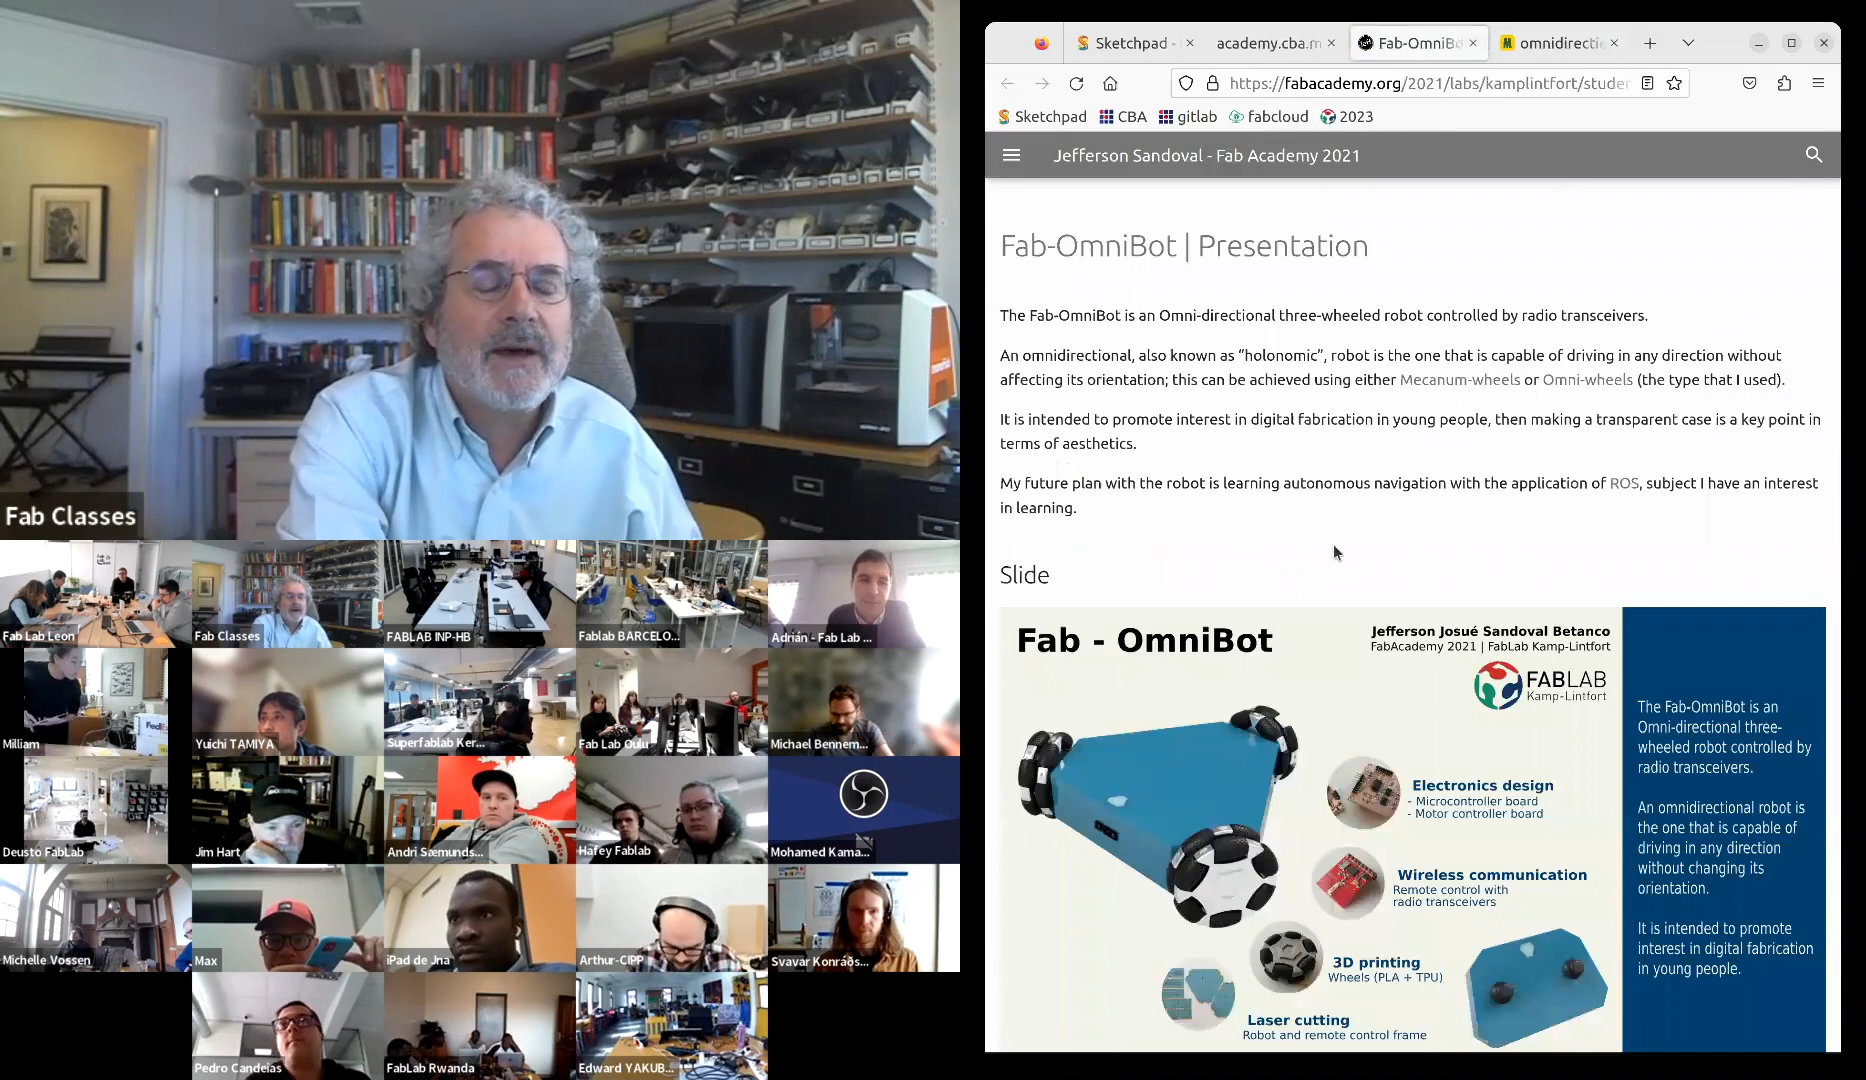 Fab Classes
Fab Lab Leon
Fab Classes
FABLAB INP-HB
Fablab BARCELO...
Adrián - Fab Lab ...
Milliam
Yuichi TAMIYA
Superfablab Ker...
Fab Lab Oulu
Michael Bennem...
Deusto FabLab
Jim Hart
Andri Sæmunds...
Hafey Fablab
Mohamed Kama...
Michelle Vossen
Max
iPad de Jna
Arthur-CIPP
Svavar Konráðs...
Pedro Candeias
FabLab Rwanda
Edward YAKUB...
Sketchpad -
academy.cba.m
Fab-OmniBo
omnidirectio
https://fabacademy.org/2021/labs/kamplintfort/studen
Sketchpad
CBA
gitlab
fabcloud
2023
Jefferson Sandoval - Fab Academy 2021
Fab-OmniBot | Presentation
The Fab-OmniBot is an Omni-directional three-wheeled robot controlled by radio transceivers.
An omnidirectional, also known as “holonomic”, robot is the one that is capable of driving in any direction without
affecting its orientation; this can be achieved using either Mecanum-wheels or Omni-wheels (the type that I used).
It is intended to promote interest in digital fabrication in young people, then making a transparent case is a key point in
terms of aesthetics.
My future plan with the robot is learning autonomous navigation with the application of ROS, subject I have an interest
in learning.
Slide
Fab - OmniBot
Jefferson Josué Sandoval Betanco
FabAcademy 2021 | FabLab Kamp-Lintfort
FABLAB
Kamp-Lintfort
Electronics design
- Microcontroller board
- Motor controller board
Wireless communication
Remote control with
radio transceivers
3D printing
Wheels (PLA + TPU)
Laser cutting
Robot and remote control frame
The Fab-OmniBot is an
Omni-directional three-
wheeled robot controlled by
radio transceivers.
An omnidirectional robot is
the one that is capable of
driving in any direction
without changing its
orientation.
It is intended to promote
interest in digital fabrication
in young people.